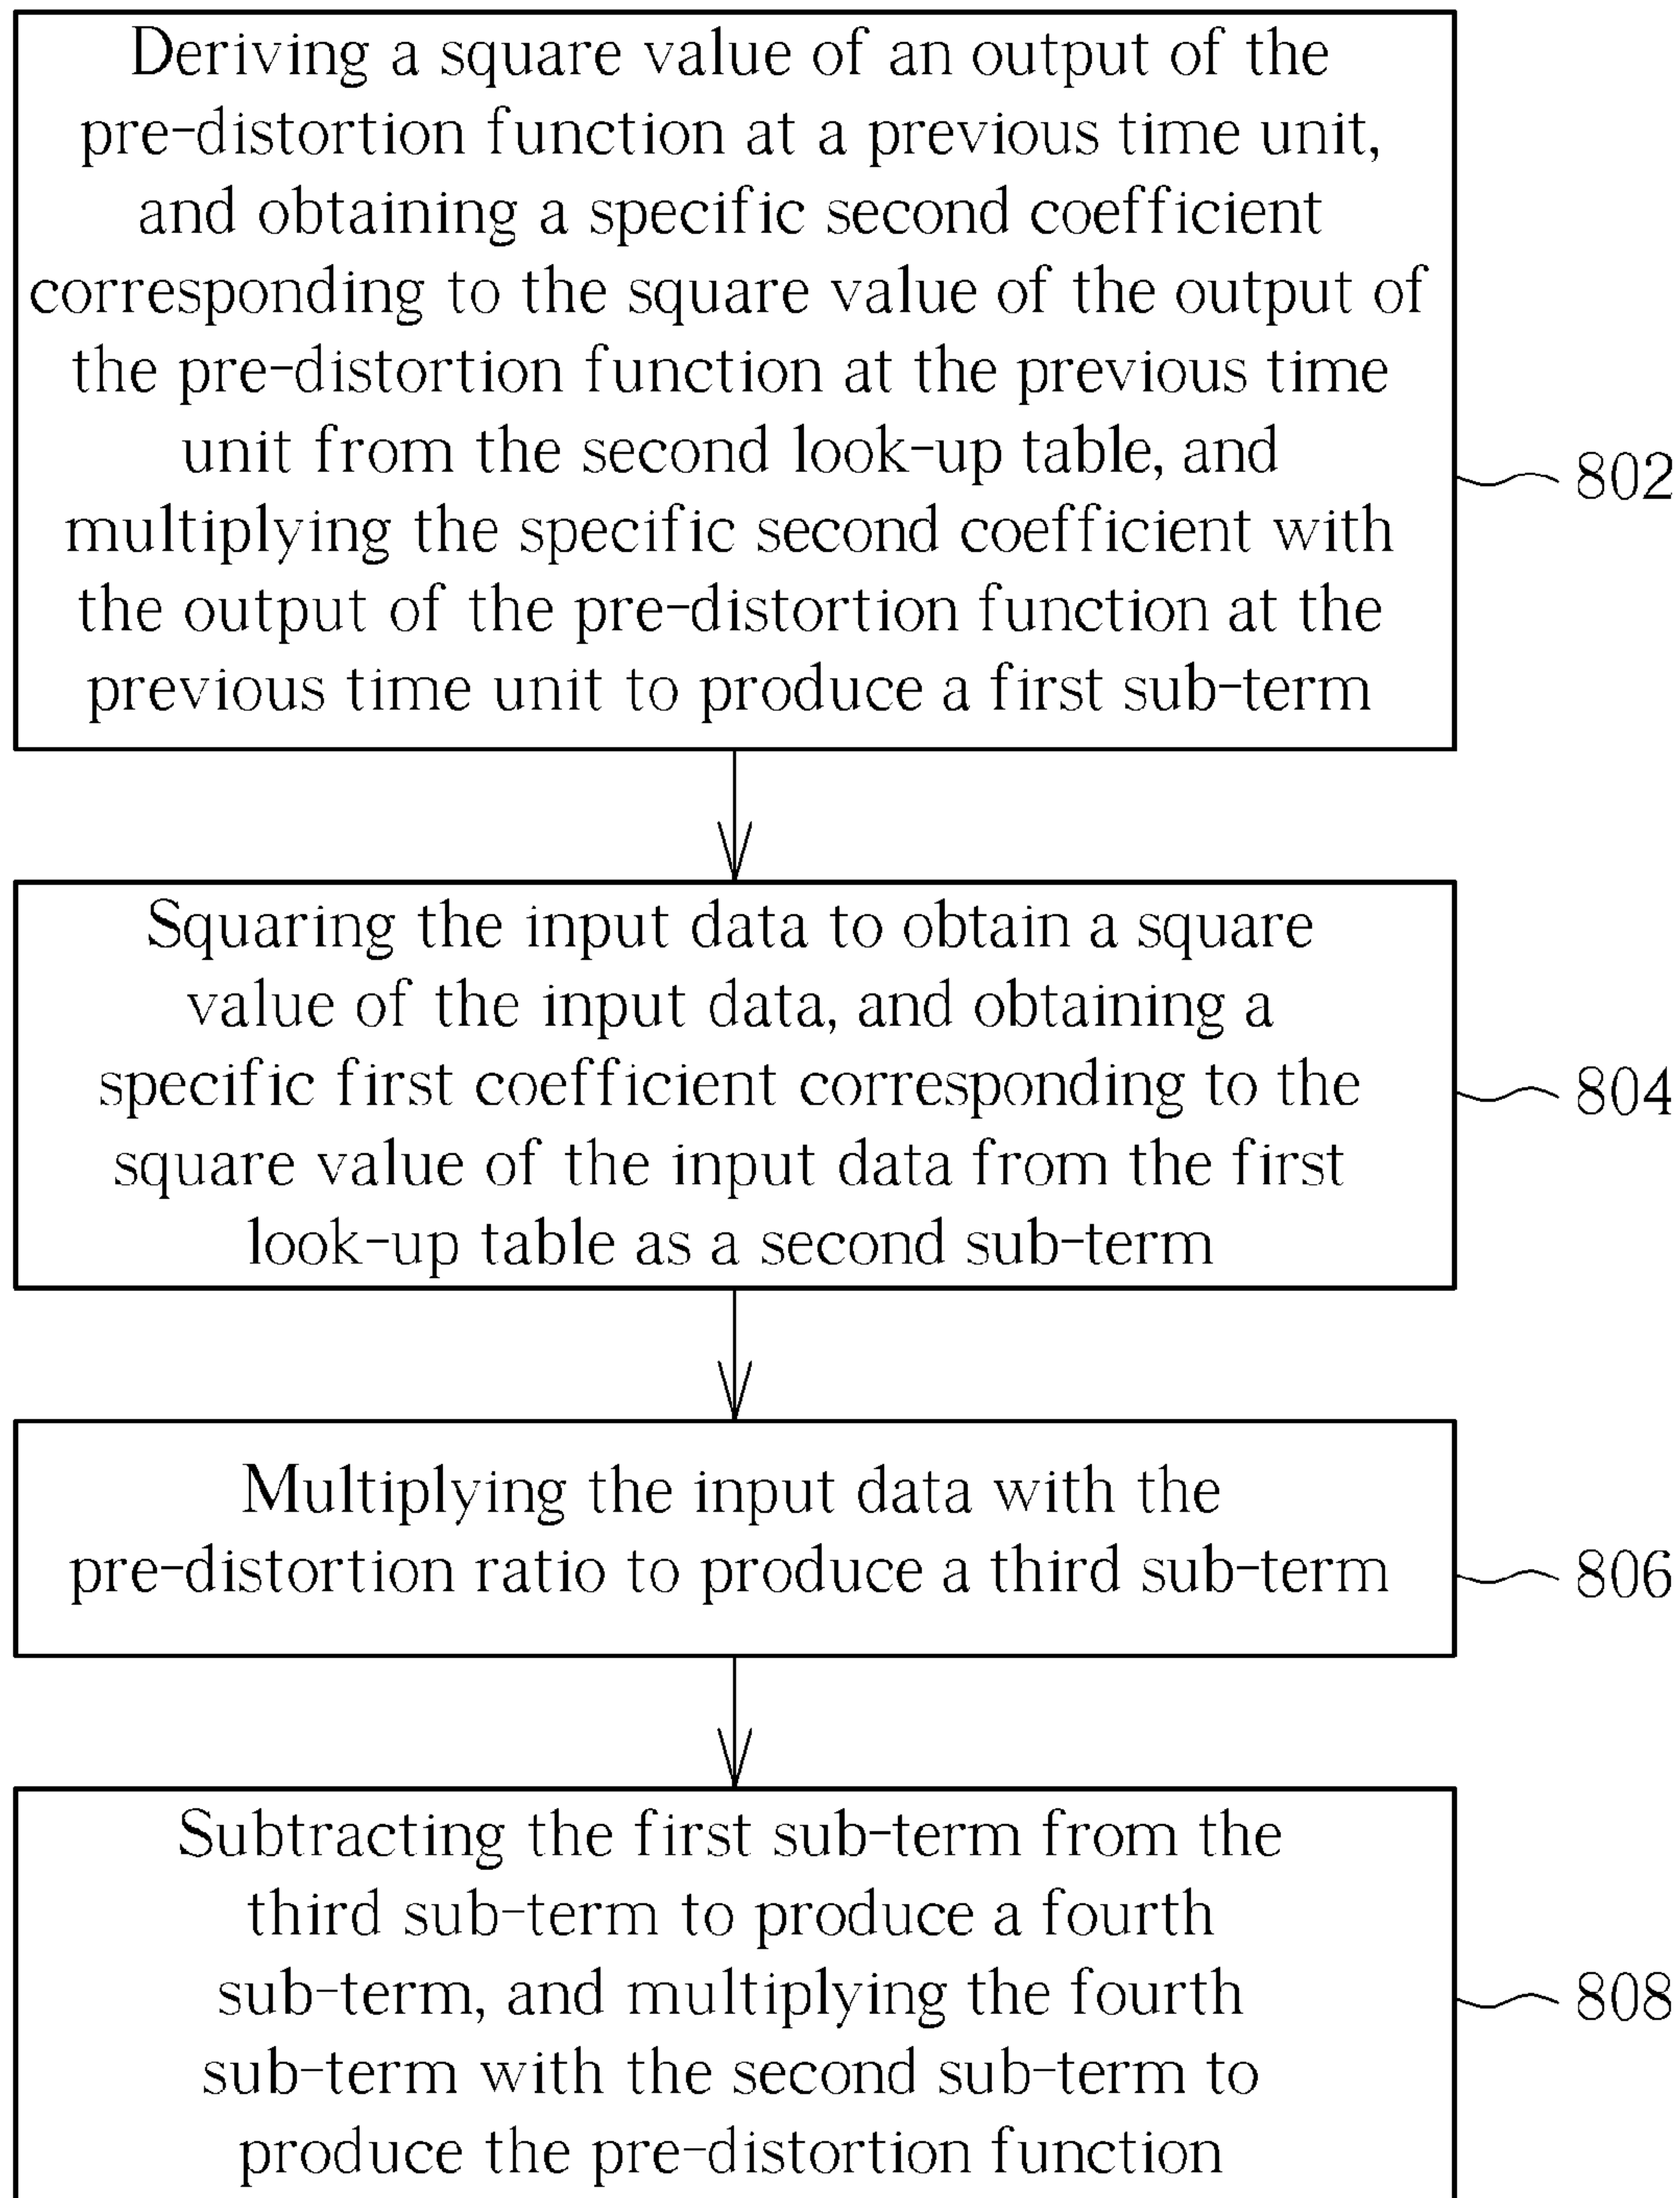 Deriving a square value of an output of the
pre-distortion function at a previous time unit,
and obtaining a specific second coefficient
corresponding to the square value of the output of
the pre-distortion function at the previous time
unit from the second look-up table, and
multiplying the specific second coefficient with
the output of the pre-distortion function at the
previous time unit to produce a first sub-term
802
Squaring the input data to obtain a square
value of the input data, and obtaining a
specific first coefficient corresponding to the
square value of the input data from the first
look-up table as a second sub-term
804
Multiplying the input data with the
pre-distortion ratio to produce a third sub-term
806
Subtracting the first sub-term from the
third sub-term to produce a fourth
sub-term, and multiplying the fourth
sub-term with the second sub-term to
produce the pre-distortion function
808